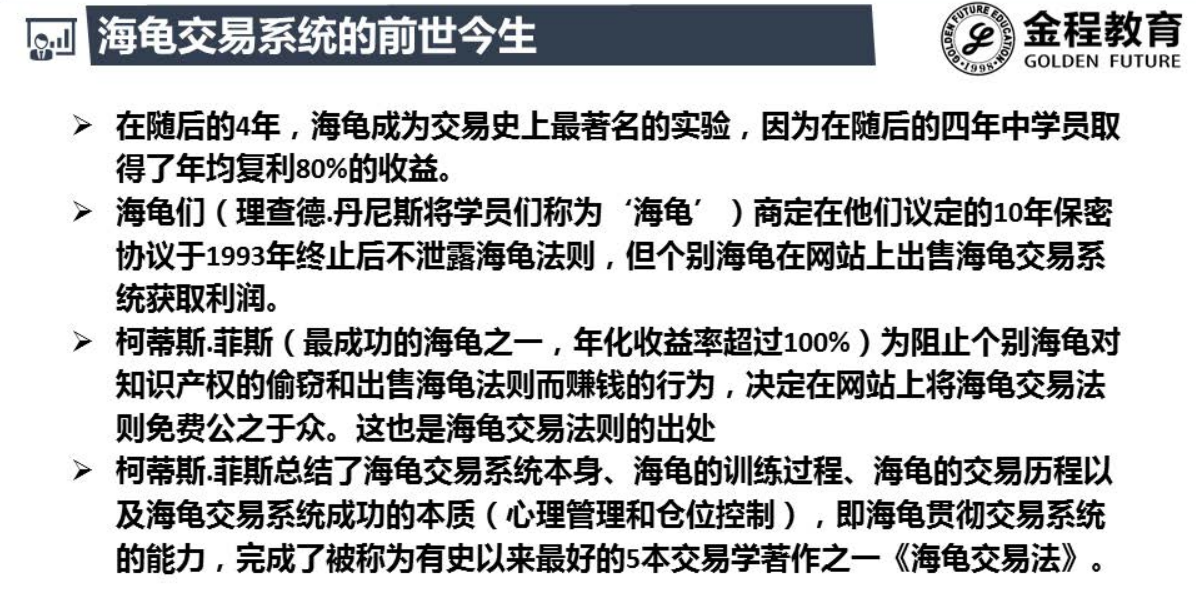 海龟交易系统的前世今生
GOLDEN FUTURE EDUCATION
1998
金程教育
GOLDEN FUTURE
➢ 在随后的4年，海龟成为交易史上最著名的实验，因为在随后的四年中学员取
得了年均复利80%的收益。
➢ 海龟们（理查德.丹尼斯将学员们称为‘海龟’）商定在他们议定的10年保密
协议于1993年终止后不泄露海龟法则，但个别海龟在网站上出售海龟交易系
统获取利润。
➢ 柯蒂斯.菲斯（最成功的海龟之一，年化收益率超过100%）为阻止个别海龟对
知识产权的偷窃和出售海龟法则而赚钱的行为，决定在网站上将海龟交易法
则免费公之于众。这也是海龟交易法则的出处
➢ 柯蒂斯.菲斯总结了海龟交易系统本身、海龟的训练过程、海龟的交易历程以
及海龟交易系统成功的本质（心理管理和仓位控制），即海龟贯彻交易系统
的能力，完成了被称为有史以来最好的5本交易学著作之一《海龟交易法》。